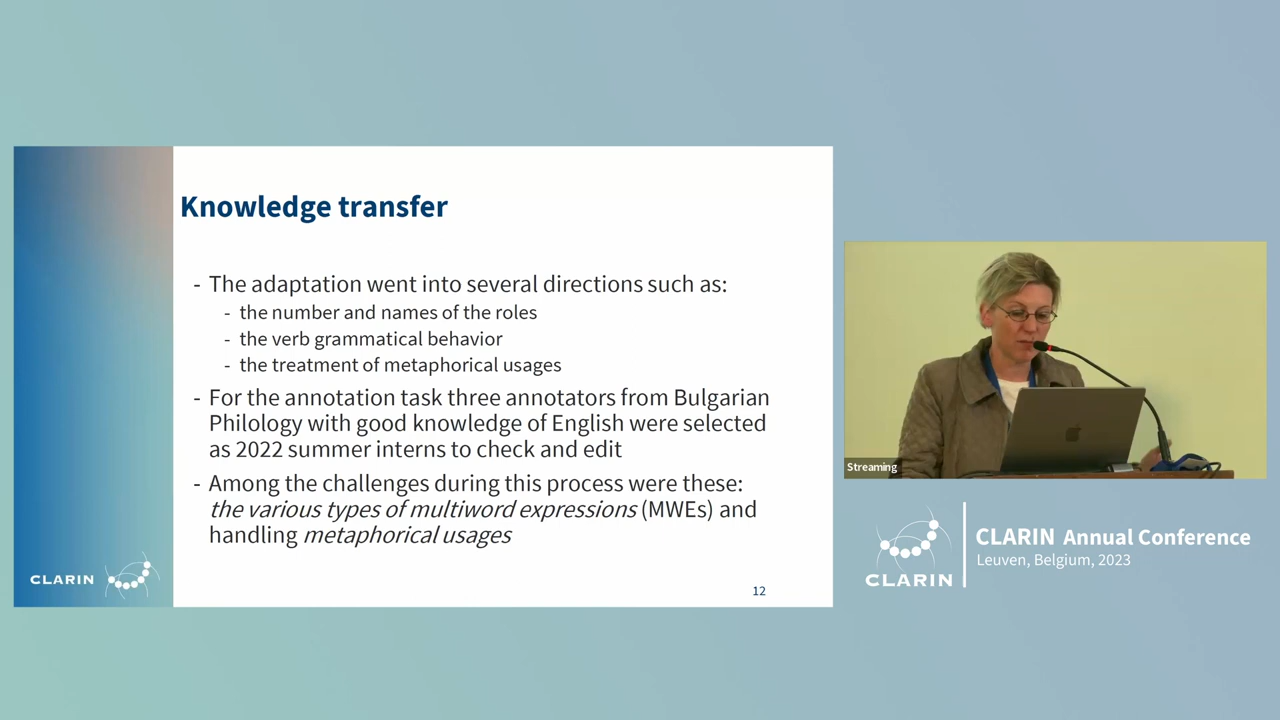 Knowledge transfer
- The adaptation went into several directions such as:
- the number and names of the roles
- the verb grammatical behavior
- the treatment of metaphorical usages
- For the annotation task three annotators from Bulgarian
Philology with good knowledge of English were selected
as 2022 summer interns to check and edit
- Among the challenges during this process were these:
the various types of multiword expressions (MWEs) and
handling metaphorical usages
CLARIN
12
Streaming
CLARIN
CLARIN Annual Conference
Leuven, Belgium, 2023